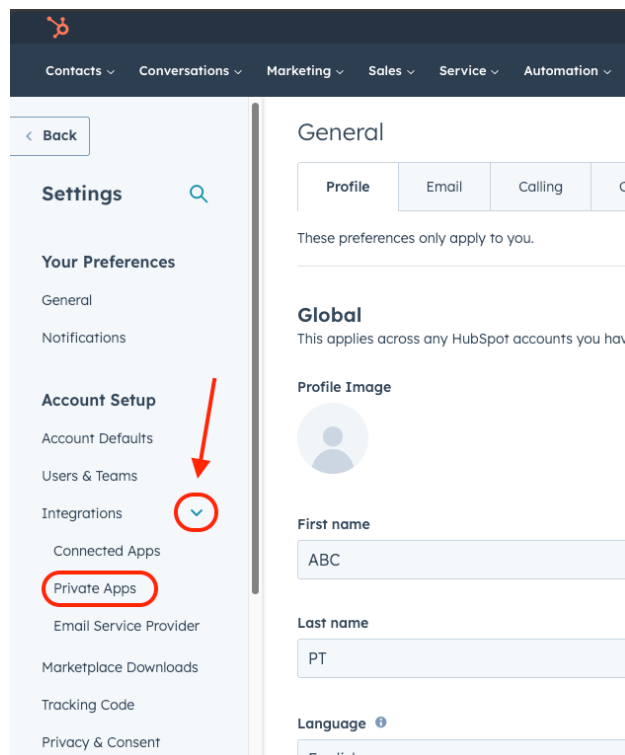 Contacts Conversations Marketing Sales Service Automation
Back
Settings
Your Preferences
General
Notifications
Account Setup
Account Defaults
Users & Teams
Integrations
Connected Apps
Private Apps
Email Service Provider
Marketplace Downloads
Tracking Code
Privacy & Consent
General
Profile Email Calling
These preferences only apply to you.
Global
This applies across any HubSpot accounts you
Profile Image
First name
ABC
Last name
PT
Language